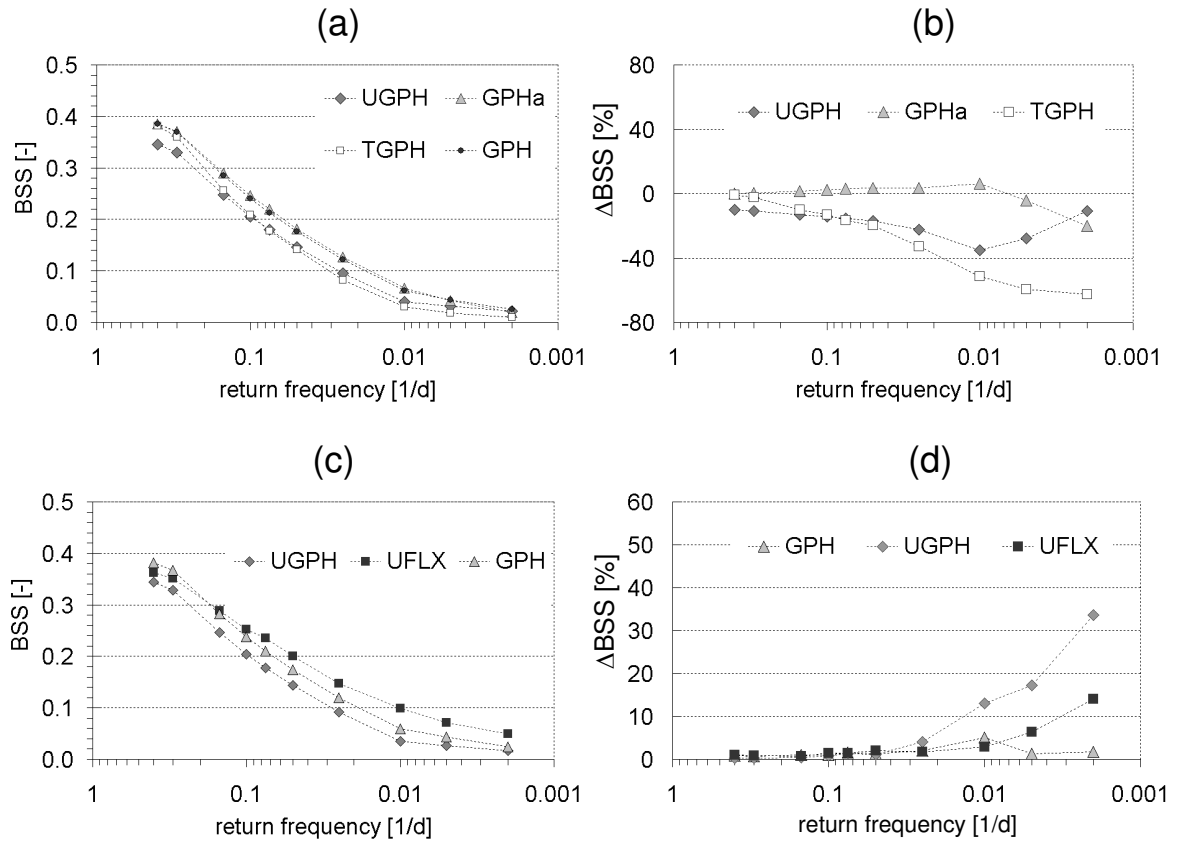 (a)
(b)
0.5
0.4
0.3
0.2
0.1
0.0
BSS [-]
UGPH
GPHa
TGPH
GPH
1
0.1
0.01
0.001
return frequency [1/d]
80
40
0
-40
-80
ΔBSS [%]
UGPH
GPHa
TGPH
1
0.1
0.01
0.001
return frequency [1/d]
(c)
(d)
0.5
0.4
0.3
0.2
0.1
0.0
BSS [-]
UGPH
UFLX
GPH
1
0.1
0.01
0.001
return frequency [1/d]
60
50
40
30
20
10
0
ΔBSS [%]
GPH
UGPH
UFLX
1
0.1
0.01
0.001
return frequency [1/d]